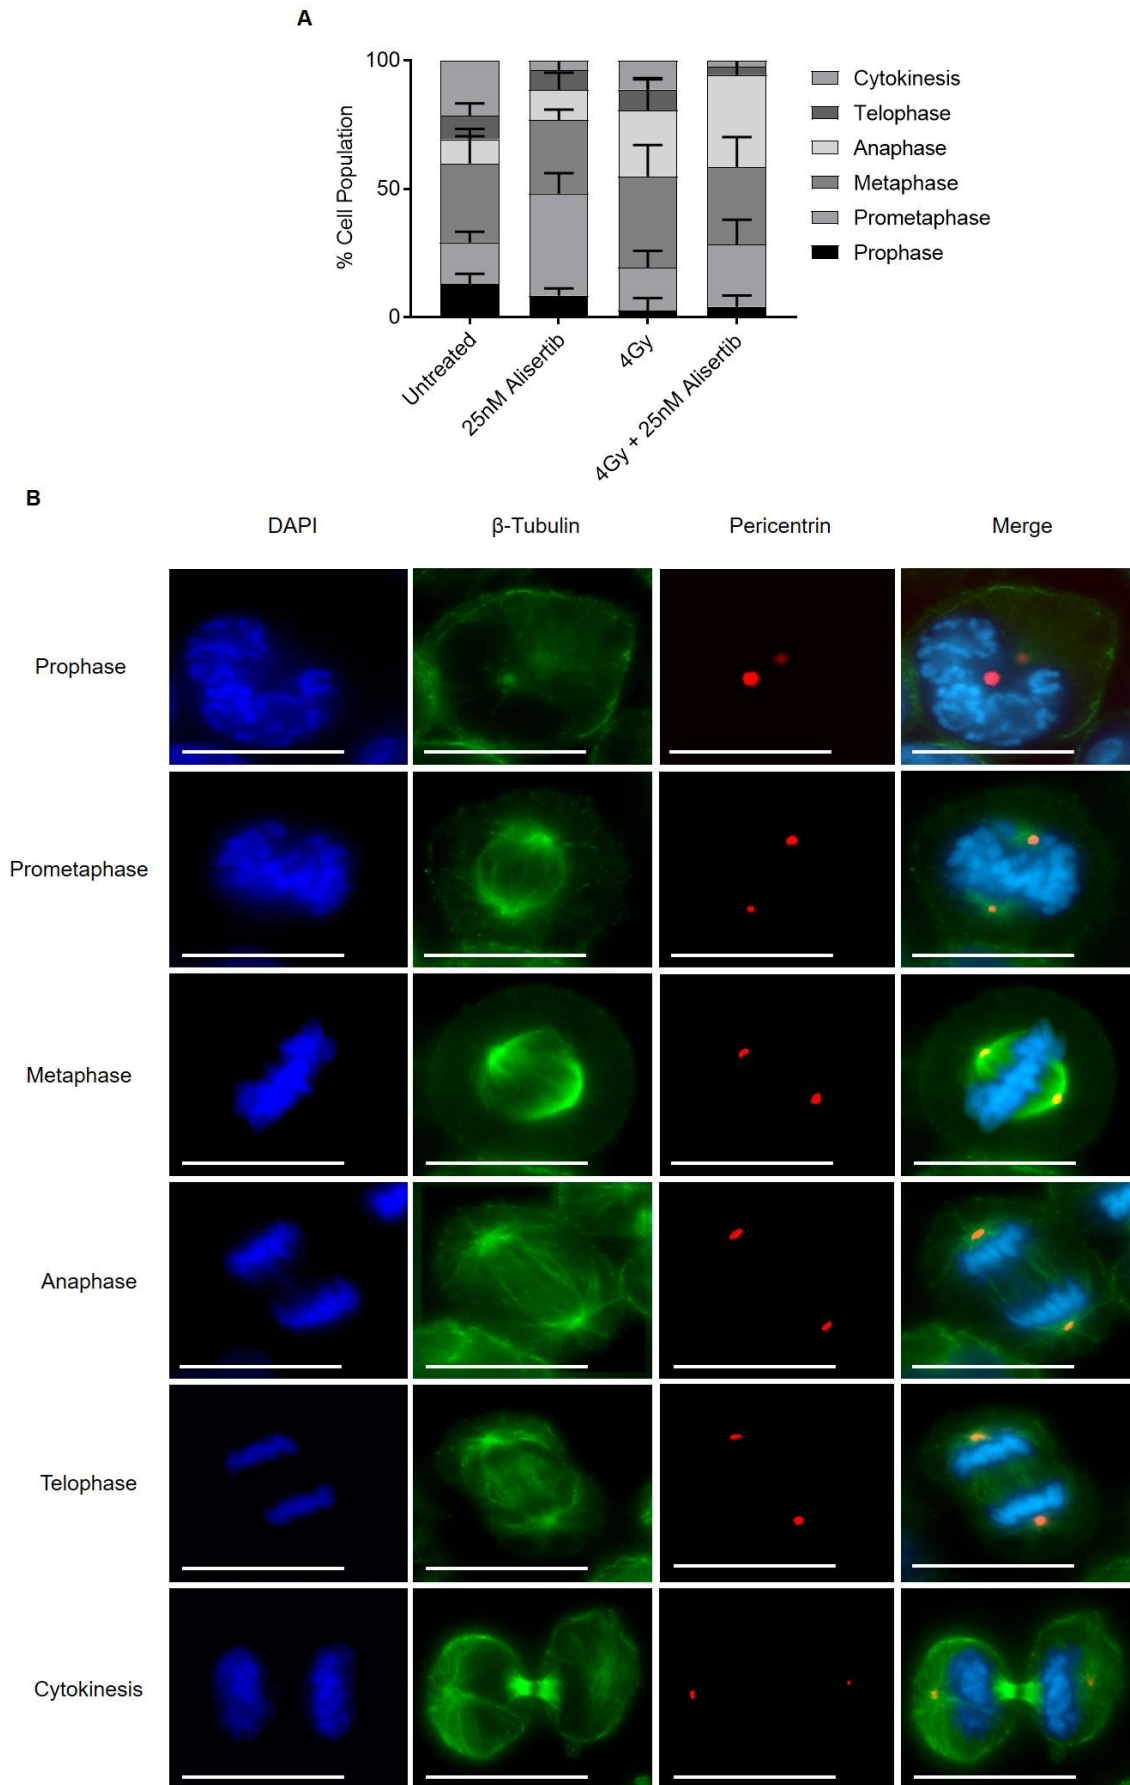 A
100
50
0
% Cell Population
Untreated
25nM Alisertib
4Gy
4Gy + 25nM Alisertib
Cytokinesis
Telophase
Anaphase
Metaphase
Prometaphase
Prophase
B
DAPI β-Tubulin Pericentrin Merge
Prophase
Prometaphase
Metaphase
Anaphase
Telophase
Cytokinesis